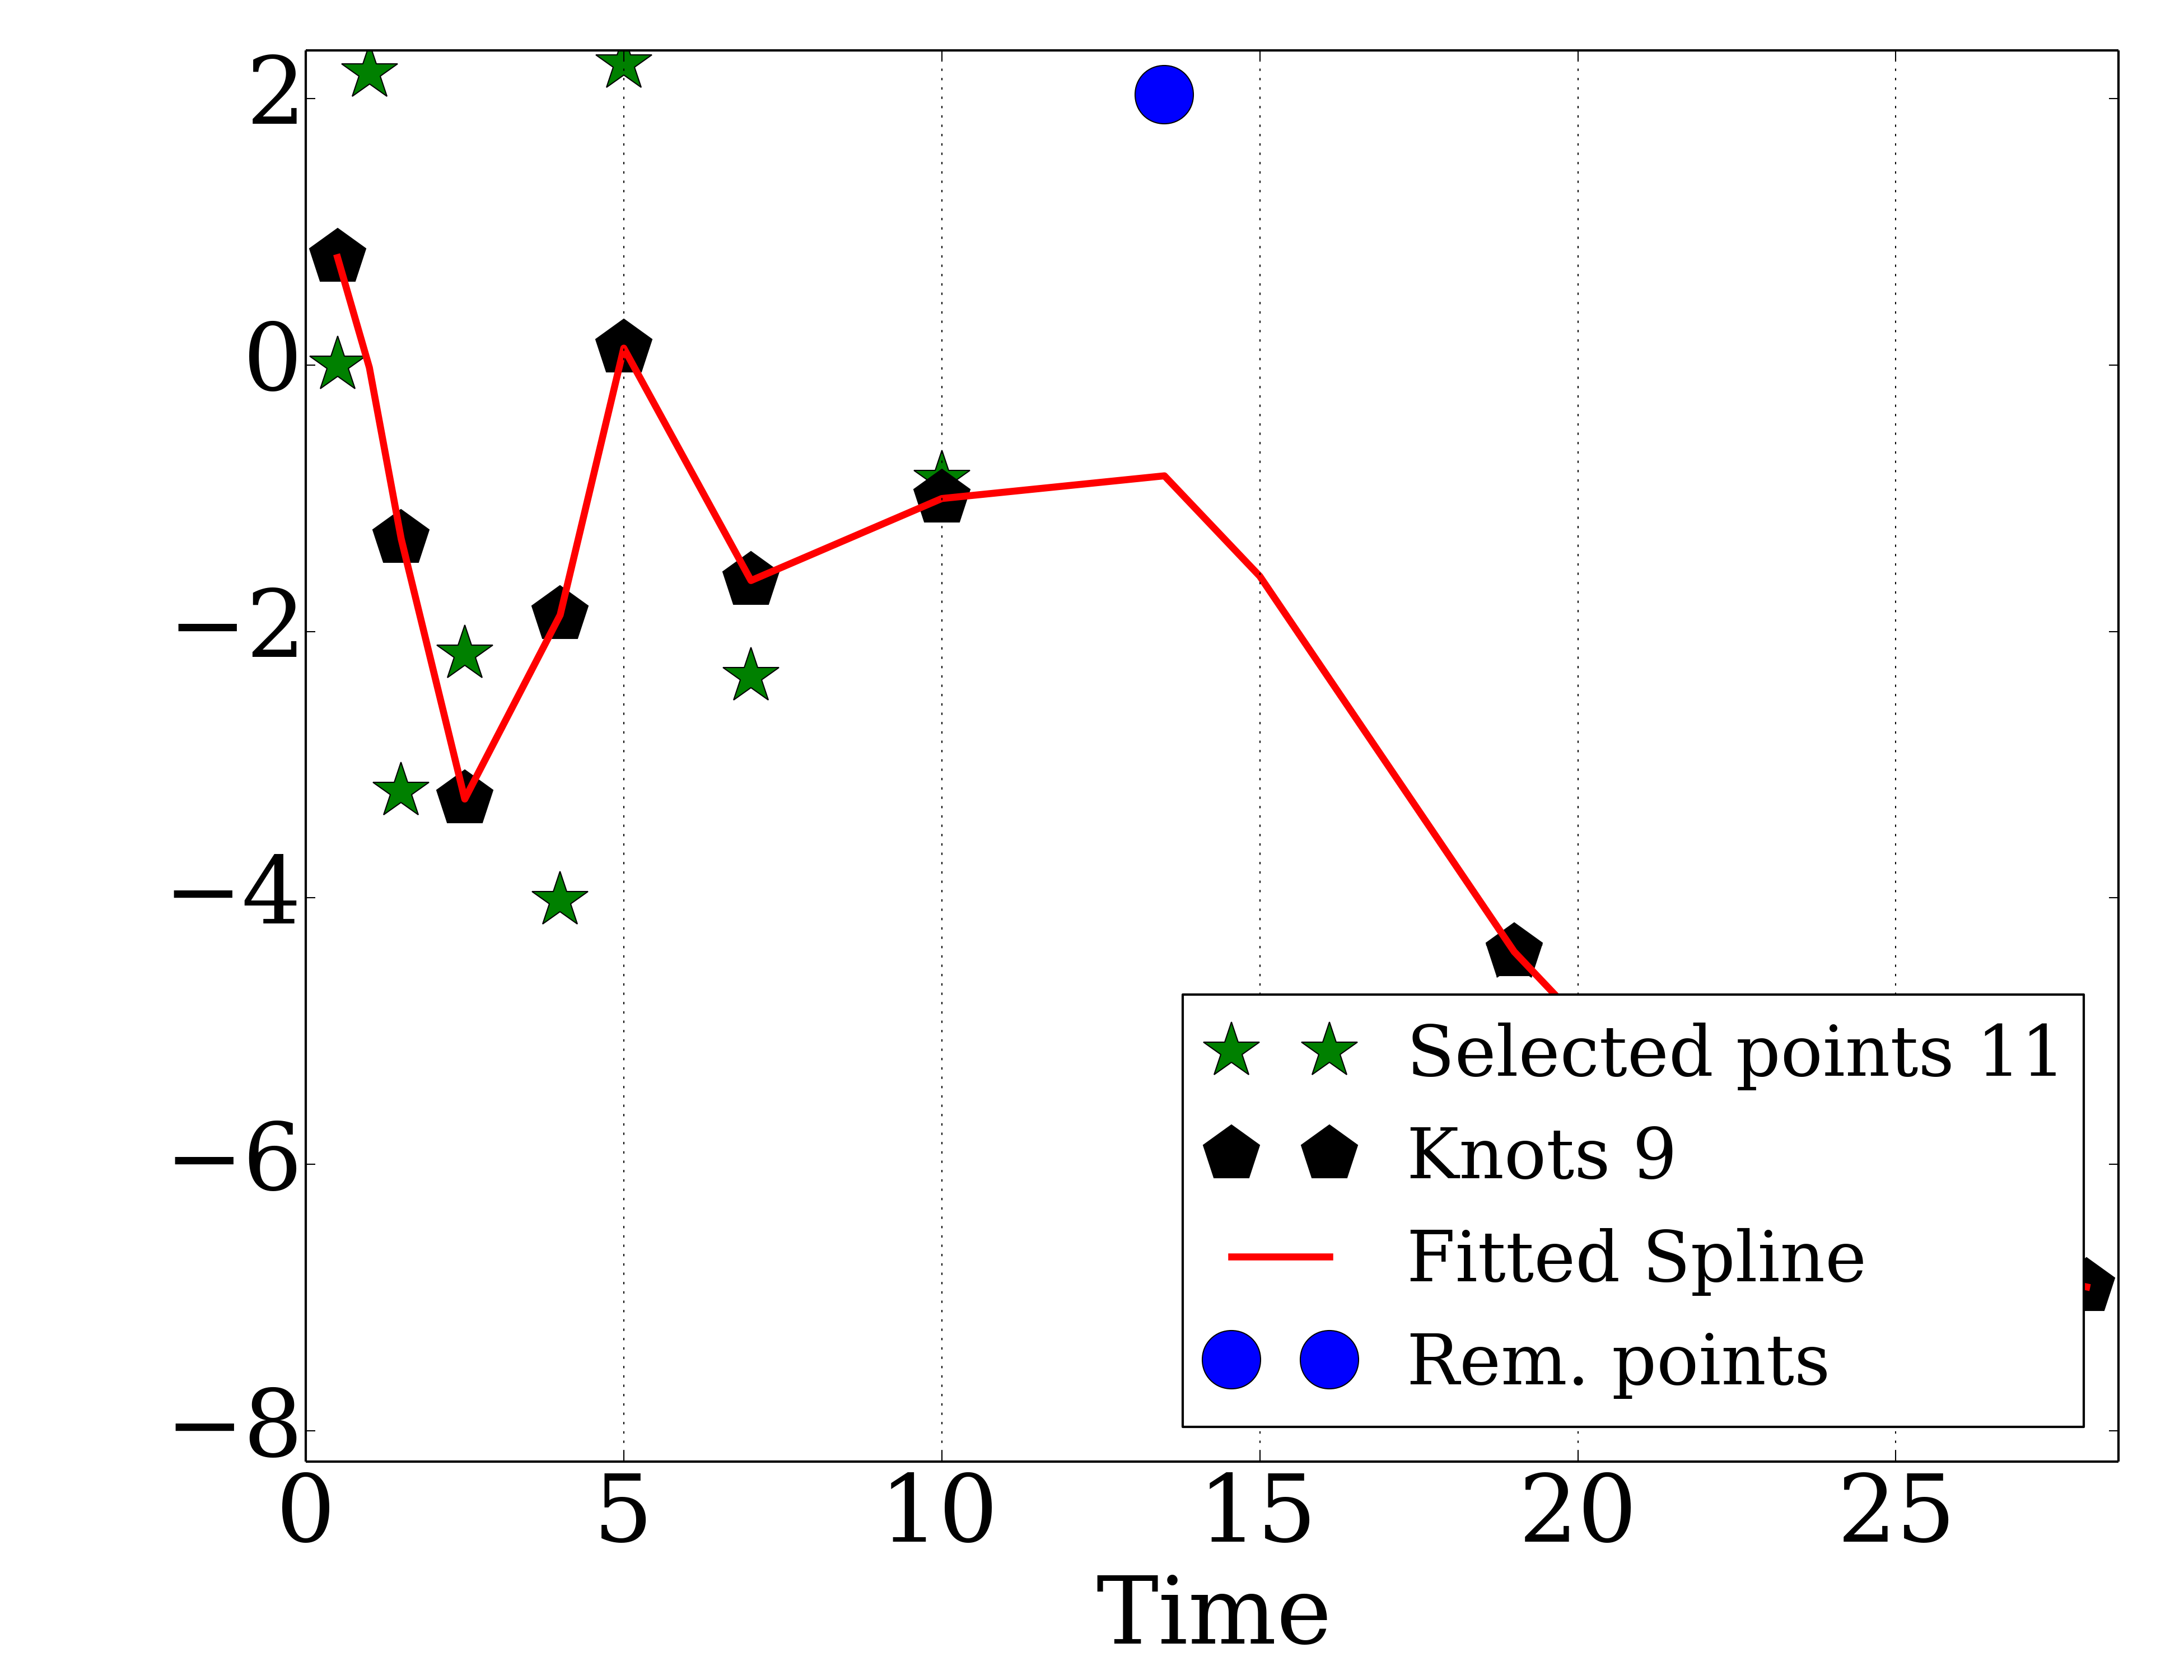 2
0
−2
−4
−6
−8
Selected points 11
Knots 9
Fitted Spline
Rem. points
0 5 10 15 20 25
Time